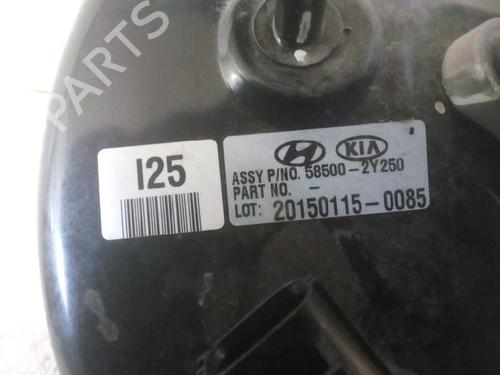 PARTS
I25
KIA
ASSY P/NO. 58500-2Y250
PART NO. -
LOT: 20150115-0085